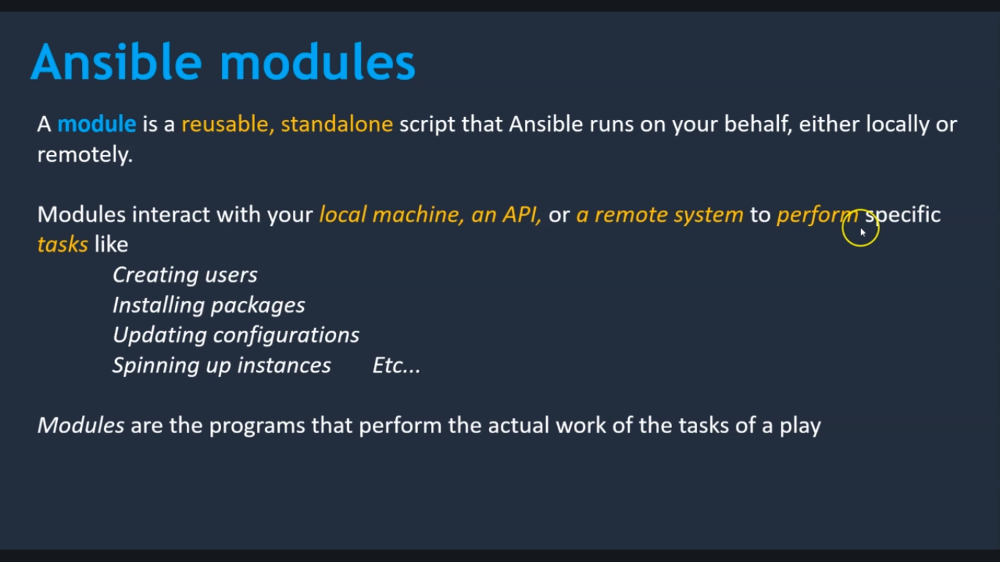 Ansible modules
A module is a reusable, standalone script that Ansible runs on your behalf, either locally or
remotely.
Modules interact with your local machine, an API, or a remote system to perform specific
tasks like
Creating users
Installing packages
Updating configurations
Spinning up instances Etc...
Modules are the programs that perform the actual work of the tasks of a play